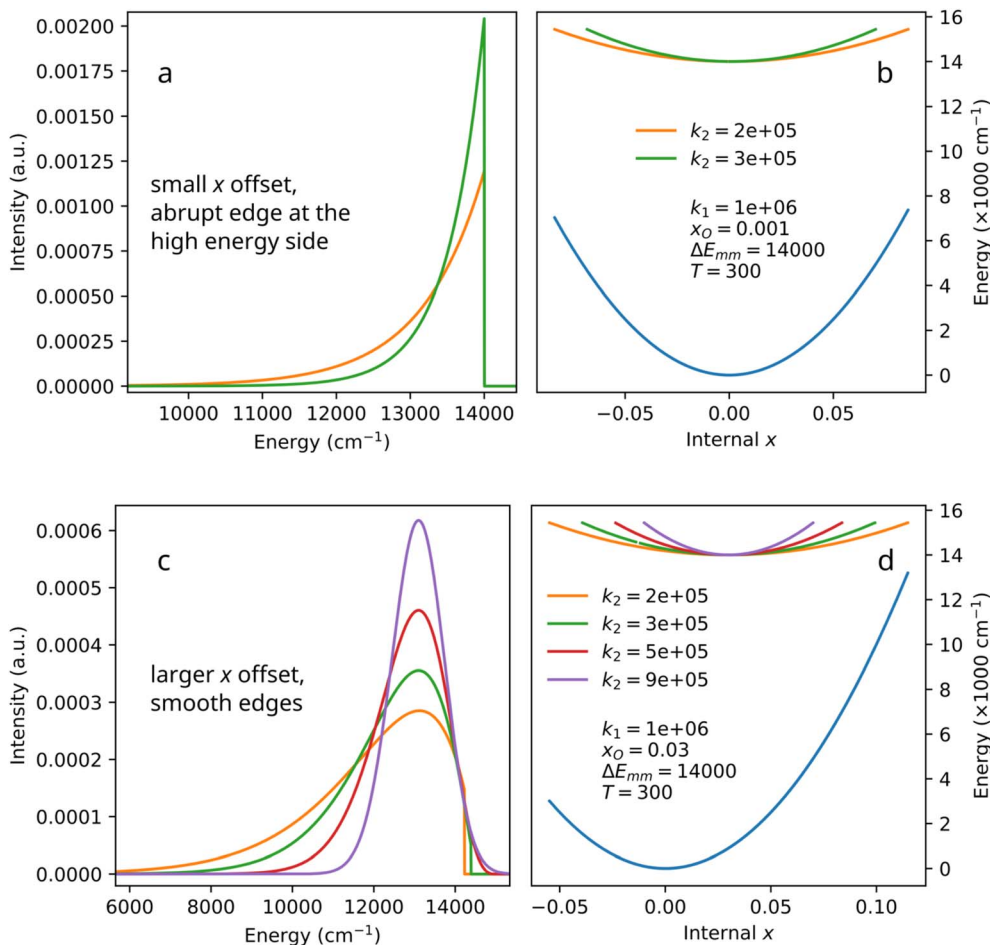 0.00200
0.00175
0.00150
0.00125
0.00100
0.00075
0.00050
0.00025
0.00000
Intensity (a.u.)
a
small x offset,
abrupt edge at the
high energy side
10000 11000 12000 13000 14000
Energy (cm⁻¹)
b
k₂ = 2e+05
k₂ = 3e+05
k₁ = 1e+06
x_O = 0.001
ΔE_mm = 14000
T = 300
16
14
12
10
8
6
4
2
0
Energy (×1000 cm⁻¹)
−0.05 0.00 0.05
Internal x
0.0006
0.0005
0.0004
0.0003
0.0002
0.0001
0.0000
Intensity (a.u.)
c
larger x offset,
smooth edges
6000 8000 10000 12000 14000
Energy (cm⁻¹)
d
k₂ = 2e+05
k₂ = 3e+05
k₂ = 5e+05
k₂ = 9e+05
k₁ = 1e+06
x_O = 0.03
ΔE_mm = 14000
T = 300
16
14
12
10
8
6
4
2
0
Energy (×1000 cm⁻¹)
−0.05 0.00 0.05 0.10
Internal x